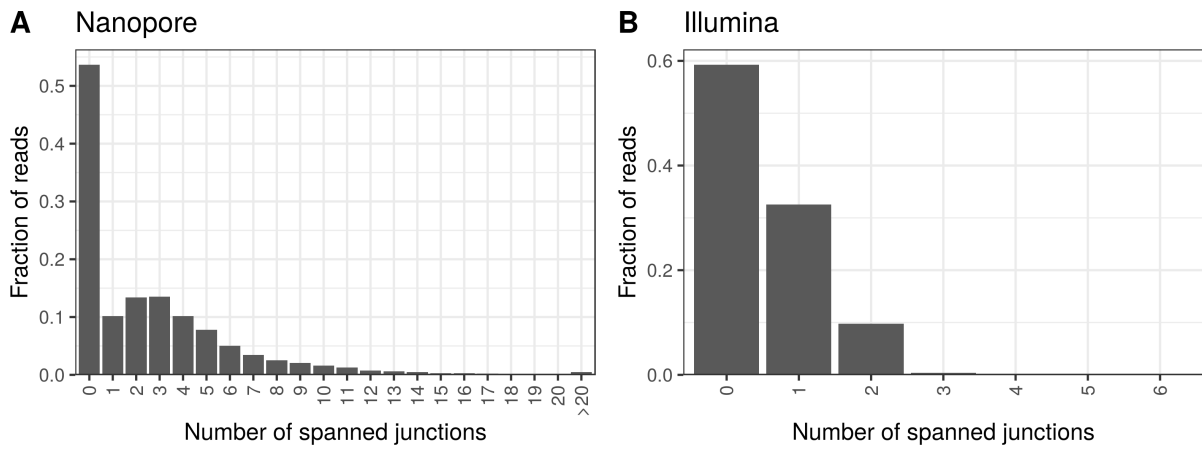 A Nanopore
Fraction of reads
0.5
0.4
0.3
0.2
0.1
0.0
0 1 2 3 4 5 6 7 8 9 10 11 12 13 14 15 16 17 18 19 20 >20
Number of spanned junctions
B Illumina
Fraction of reads
0.6
0.4
0.2
0.0
0 1 2 3 4 5 6
Number of spanned junctions